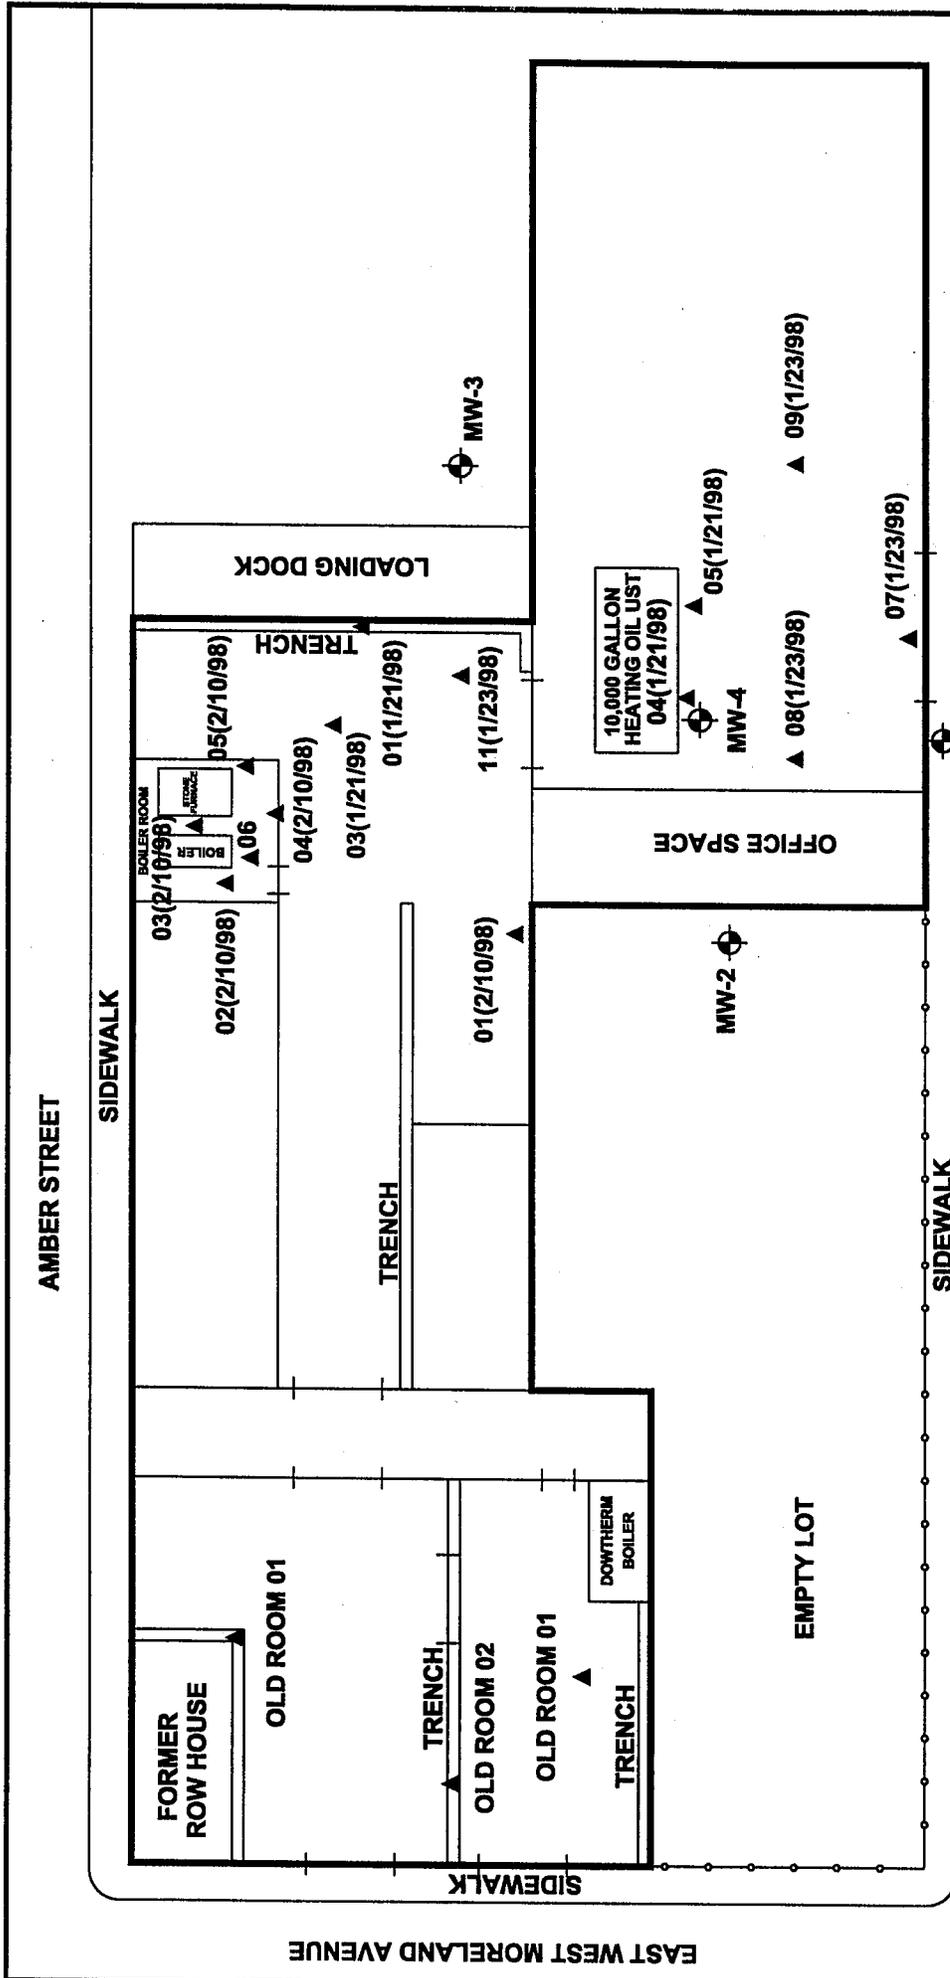 AMBER STREET
SIDEWALK
BOILER ROOM
STONE
FURNACE
BOILER
03(2/10/98)
05(2/10/98)
06
02(2/10/98)
04(2/10/98)
03(1/21/98)
TRENCH
01(1/21/98)
11(1/23/98)
LOADING DOCK
MW-3
01(2/10/98)
TRENCH
FORMER
ROW HOUSE
OLD ROOM 01
TRENCH
OLD ROOM 02
OLD ROOM 01
TRENCH
DOWTHERM
BOILER
10,000 GALLON
HEATING OIL UST
04(1/21/98)
05(1/21/98)
MW-4
08(1/23/98)
09(1/23/98)
07(1/23/98)
OFFICE SPACE
MW-2
EMPTY LOT
SIDEWALK
SIDEWALK
EAST WEST MORELAND AVENUE